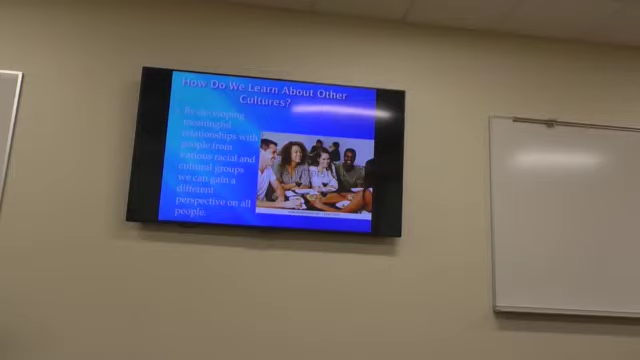 How Do We Learn About Other
Cultures?
By developing
meaningful
relationships with
people from
various racial and
cultural groups
we can gain a
different
perspective on all
people.